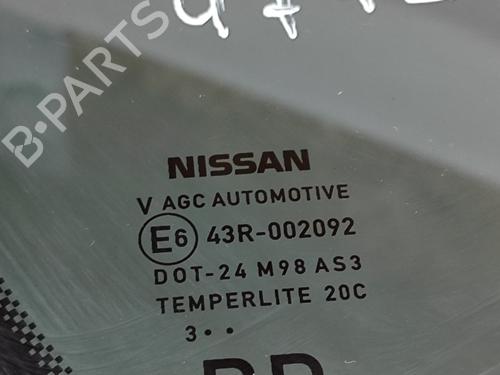 B-PARTS
NISSAN
V AGC AUTOMOTIVE
E6 43R-002092
DOT-24 M98 AS3
TEMPERLITE 20C
3••